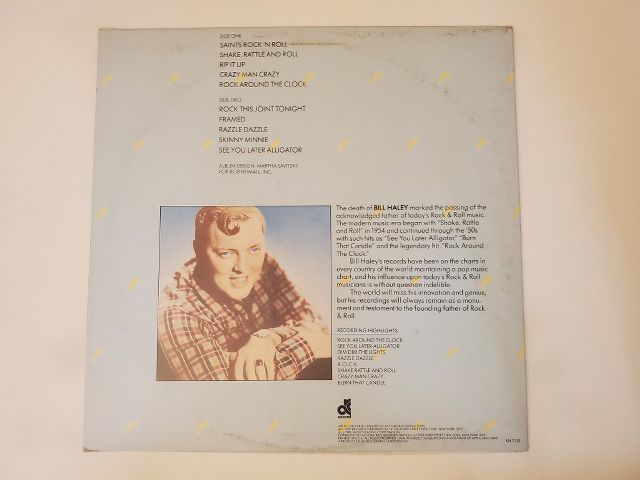 SIDE ONE
SAINTS ROCK 'N ROLL
SHAKE, RATTLE AND ROLL
RIP IT UP
CRAZY MAN CRAZY
ROCK AROUND THE CLOCK
SIDE TWO
ROCK THIS JOINT TONIGHT
FRAMED
RAZZLE DAZZLE
SKINNY MINNIE
SEE YOU LATER ALLIGATOR
ALBUM DESIGN: MARTHA SAVITZKY
FOR BOB HEIMALL, INC.
The death of BILL HALEY marked the passing of the
acknowledged father of today's Rock & Roll music.
The modern music era began with "Shake, Rattle
and Roll" in 1954 and continued through the '50s
with such hits as "See You Later Alligator," "Burn
That Candle" and the legendary hit, "Rock Around
The Clock."
Bill Haley's records have been on the charts in
every country of the world maintaining a pop music
chart, and his influence upon today's Rock & Roll
musicians is without question indelible.
The world will miss his innovation and genius;
but his recordings will always remain as a monu-
ment and testament to the founding father of Rock
& Roll.
RECORDING HIGHLIGHTS
ROCK AROUND THE CLOCK
SEE YOU LATER ALLIGATOR
DIM DIM THE LIGHTS
RAZZLE DAZZLE
R.O.C.K.
SHAKE RATTLE AND ROLL
CRAZY MAN CRAZY
BURN THAT CANDLE